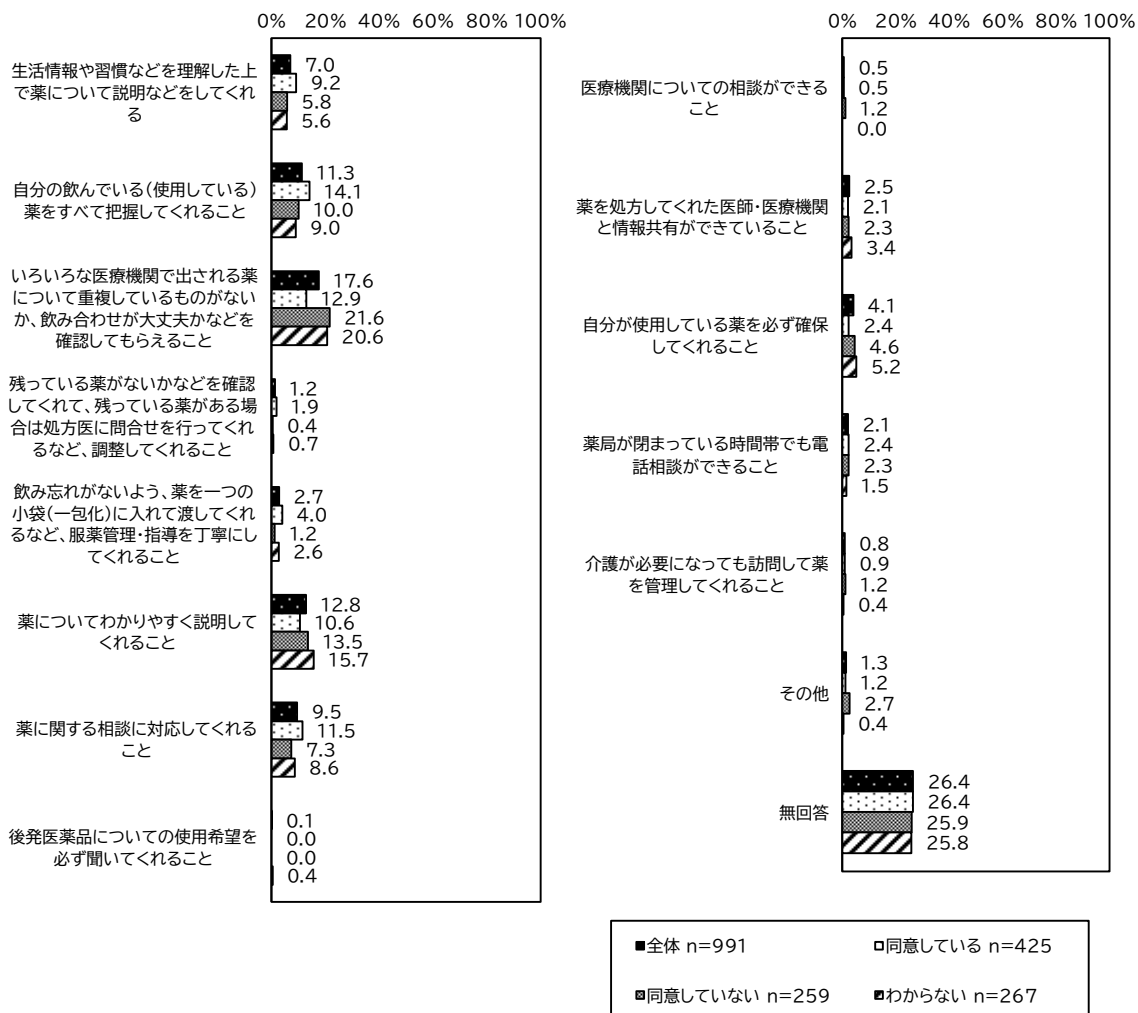 0% 20% 40% 60% 80% 100%
生活情報や習慣などを理解した上
で薬について説明などをしてくれ
る
7.0
9.2
5.8
5.6
自分の飲んでいる(使用している)
薬をすべて把握してくれること
11.3
14.1
10.0
9.0
いろいろな医療機関で出される薬
について重複しているものがない
か、飲み合わせが大丈夫かなどを
確認してもらえること
17.6
12.9
21.6
20.6
残っている薬がないかなどを確認
してくれて、残っている薬がある場
合は処方医に問合せを行ってくれ
るなど、調整してくれること
1.2
1.9
0.4
0.7
飲み忘れがないよう、薬を一つの
小袋(一包化)に入れて渡してくれ
るなど、服薬管理・指導を丁寧にし
てくれること
2.7
4.0
1.2
2.6
薬についてわかりやすく説明して
くれること
12.8
10.6
13.5
15.7
薬に関する相談に対応してくれる
こと
9.5
11.5
7.3
8.6
後発医薬品についての使用希望を
必ず聞いてくれること
0.1
0.0
0.0
0.4
0% 20% 40% 60% 80% 100%
医療機関についての相談ができる
こと
0.5
0.5
1.2
0.0
薬を処方してくれた医師・医療機関
と情報共有ができていること
2.5
2.1
2.3
3.4
自分が使用している薬を必ず確保
してくれること
4.1
2.4
4.6
5.2
薬局が閉まっている時間帯でも電
話相談ができること
2.1
2.4
2.3
1.5
介護が必要になっても訪問して薬
を管理してくれること
0.8
0.9
1.2
0.4
その他
1.3
1.2
2.7
0.4
無回答
26.4
26.4
25.9
25.8
全体 n=991
同意している n=425
同意していない n=259
わからない n=267